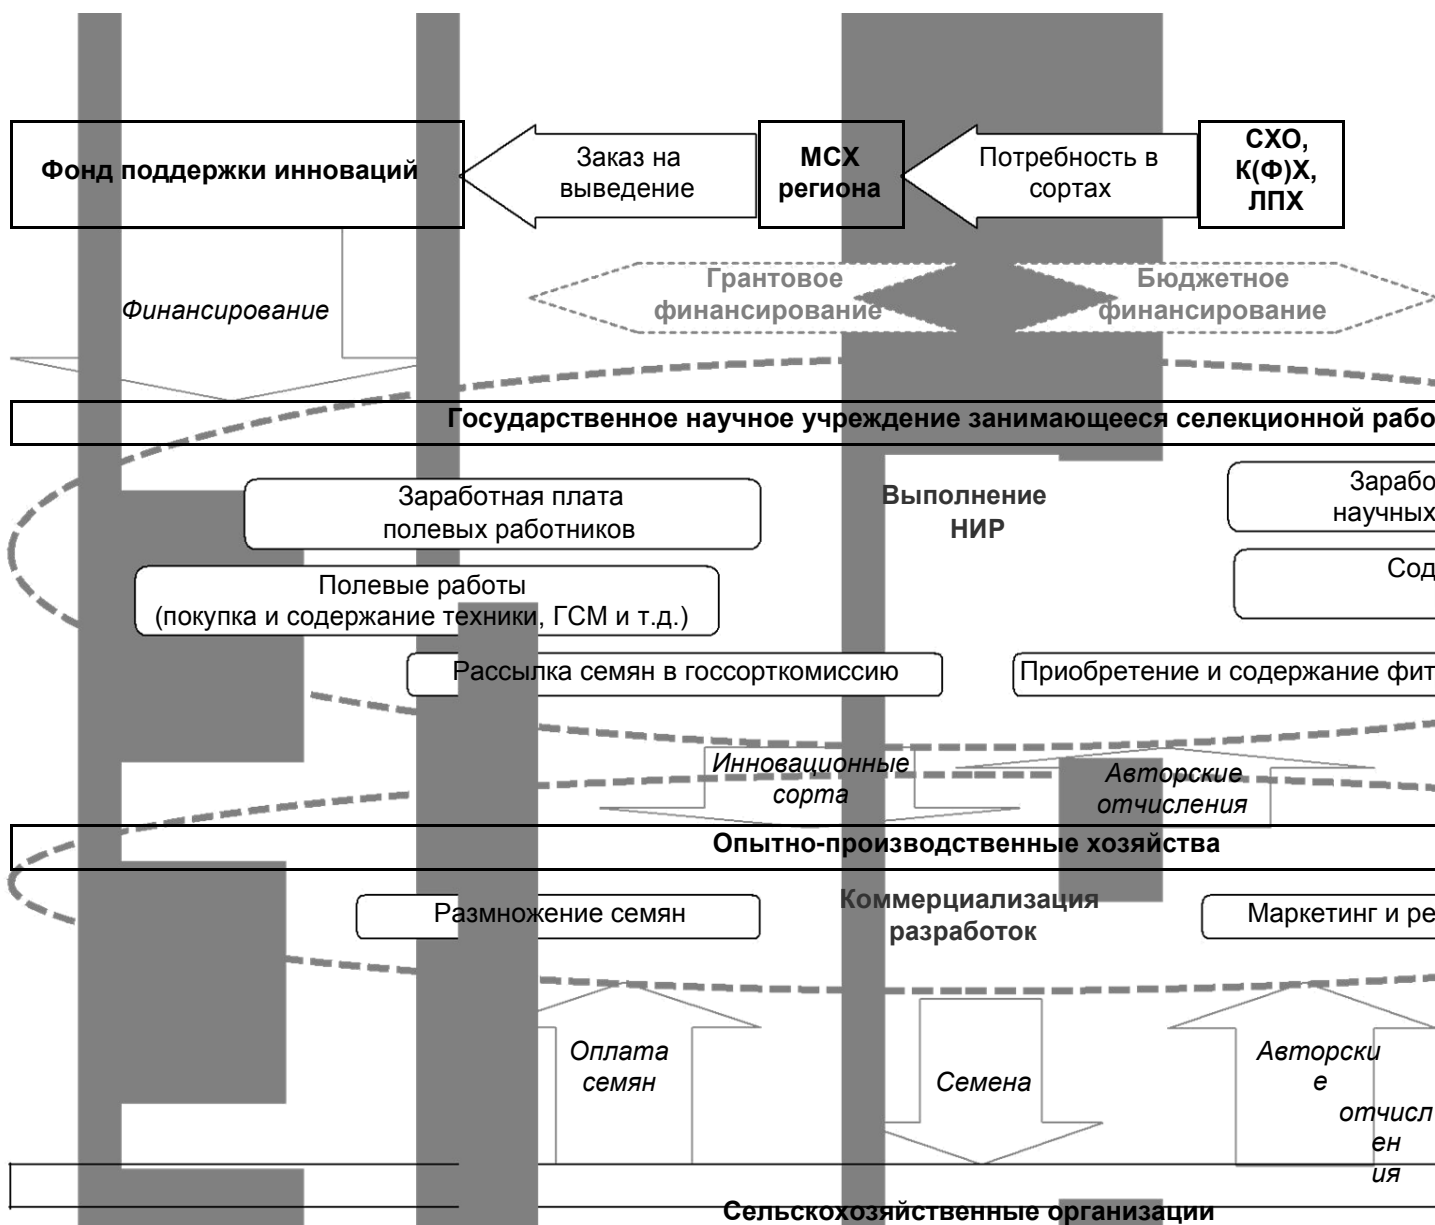 Фонд поддержки инноваций
Заказ на
выведение
МСХ
региона
Потребность в
сортах
СХО,
К(Ф)Х,
ЛПХ
Финансирование
Грантовое
финансирование
Бюджетное
финансирование
Государственное научное учреждение занимающееся селекционной рабо
Заработная плата
полевых работников
Выполнение
НИР
Зарабо
научных
Полевые работы
(покупка и содержание техники, ГСМ и т.д.)
Сод
Рассылка семян в госсорткомиссию
Приобретение и содержание фит
Инновационные
сорта
Авторские
отчисления
Опытно-производственные хозяйства
Размножение семян
Коммерциализация
разработок
Маркетинг и ре
Оплата
семян
Семена
Авторски
е
отчисл
ен
ия
Сельскохозяйственные организации